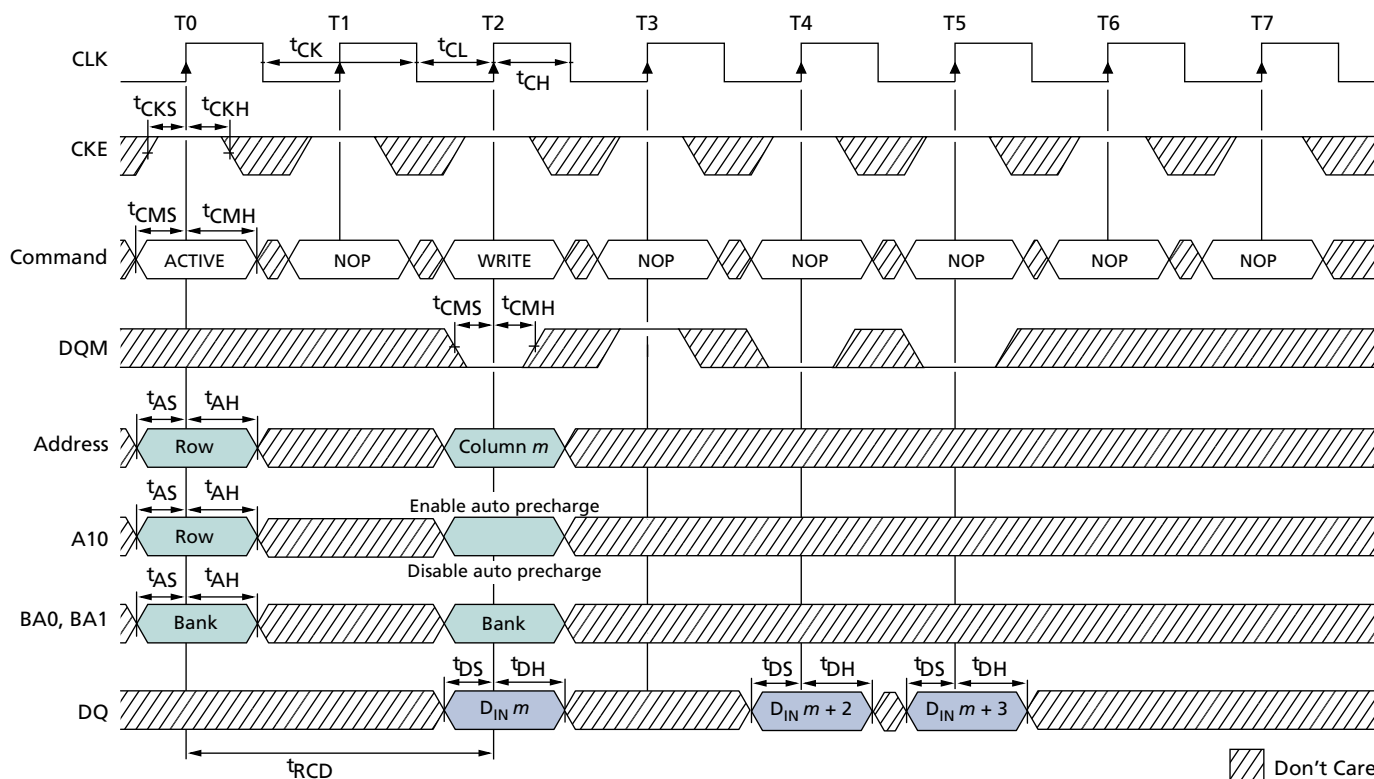 T0 T1 T2 T3 T4 T5 T6 T7
CLK
tCK tCL
tCH
tCKS tCKH
CKE
tCMS tCMH
Command ACTIVE NOP WRITE NOP NOP NOP NOP NOP
tCMS tCMH
DQM
tAS tAH
Address Row Column m
tAS tAH Enable auto precharge
A10 Row
Disable auto precharge
tAS tAH
BA0, BA1 Bank Bank
tDS tDH tDS tDH tDS tDH
DQ DIN m DIN m + 2 DIN m + 3
tRCD
Don't Care